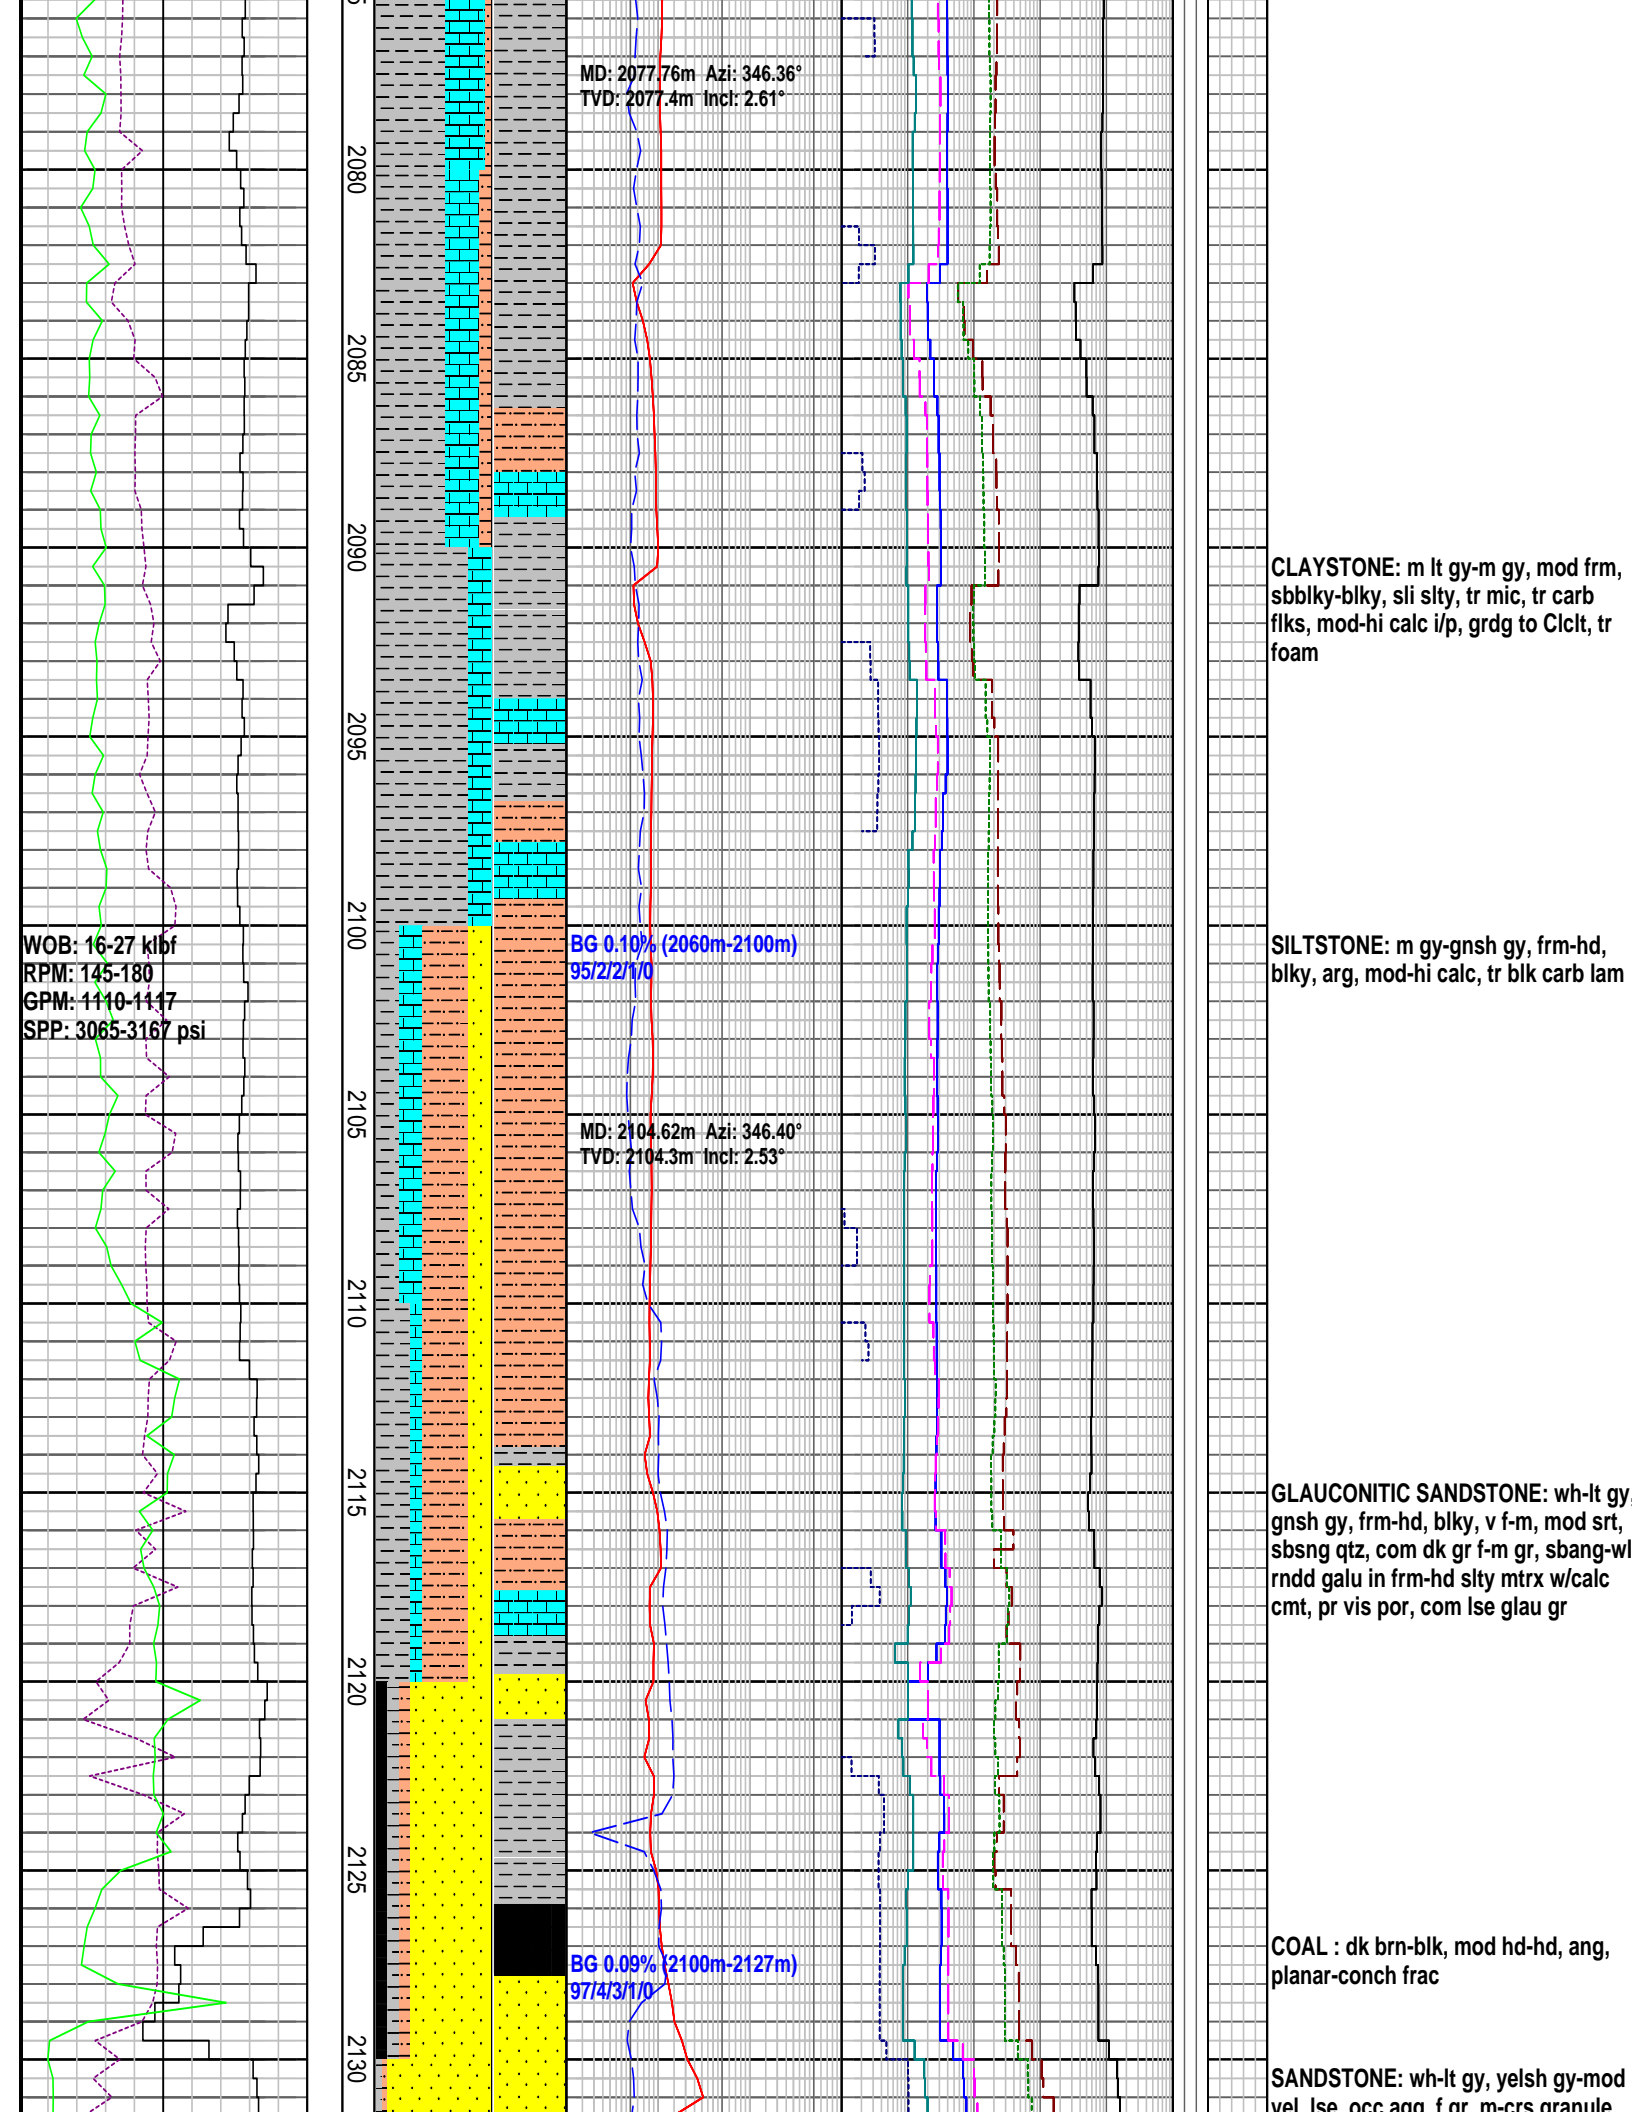 MD: 2077.76m Azi: 346.36°
TVD: 2077.4m Incl: 2.61°
2080
2085
2090
CLAYSTONE: m lt gy-m gy, mod frm,
sbblky-blky, sli slty, tr mic, tr carb
flks, mod-hi calc i/p, grdg to Clclt, tr
foam
2095
2100
WOB: 16-27 klbf
RPM: 145-180
GPM: 1110-1117
SPP: 3065-3167 psi
BG 0.10% (2060m-2100m)
95/2/2/1/0
SILTSTONE: m gy-gnsh gy, frm-hd,
blky, arg, mod-hi calc, tr blk carb lam
2105
MD: 2104.62m Azi: 346.40°
TVD: 2104.3m Incl: 2.53°
2110
2115
GLAUCONITIC SANDSTONE: wh-lt gy,
gnsh gy, frm-hd, blky, v f-m, mod srt,
sbsng qtz, com dk gr f-m gr, sbang-wl
rndd galu in frm-hd slty mtrx w/calc
cmt, pr vis por, com lse glau gr
2120
2125
COAL : dk brn-blk, mod hd-hd, ang,
planar-conch frac
BG 0.09% (2100m-2127m)
97/4/3/1/0
2130
SANDSTONE: wh-lt gy, yelsh gy-mod
yel, lse, occ agg, f gr, m-crs granule